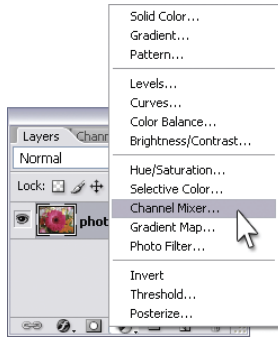 Solid Color...
Gradient...
Pattern...
Levels...
Curves...
Color Balance...
Brightness/Contrast...
Hue/Saturation...
Selective Color...
Channel Mixer...
Gradient Map...
Photo Filter...
Invert
Threshold...
Posterize...
Layers Chann
Normal
Lock:
phot